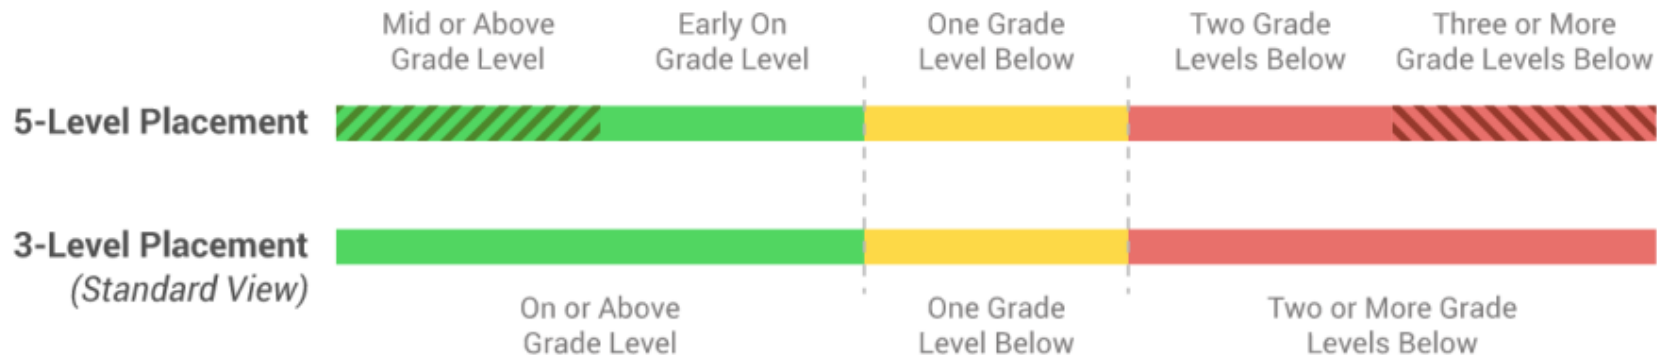 Mid or Above
Grade Level
Early On
Grade Level
One Grade
Level Below
Two Grade
Levels Below
Three or More
Grade Levels Below
5-Level Placement
3-Level Placement
(Standard View)
On or Above
Grade Level
One Grade
Level Below
Two or More Grade
Levels Below